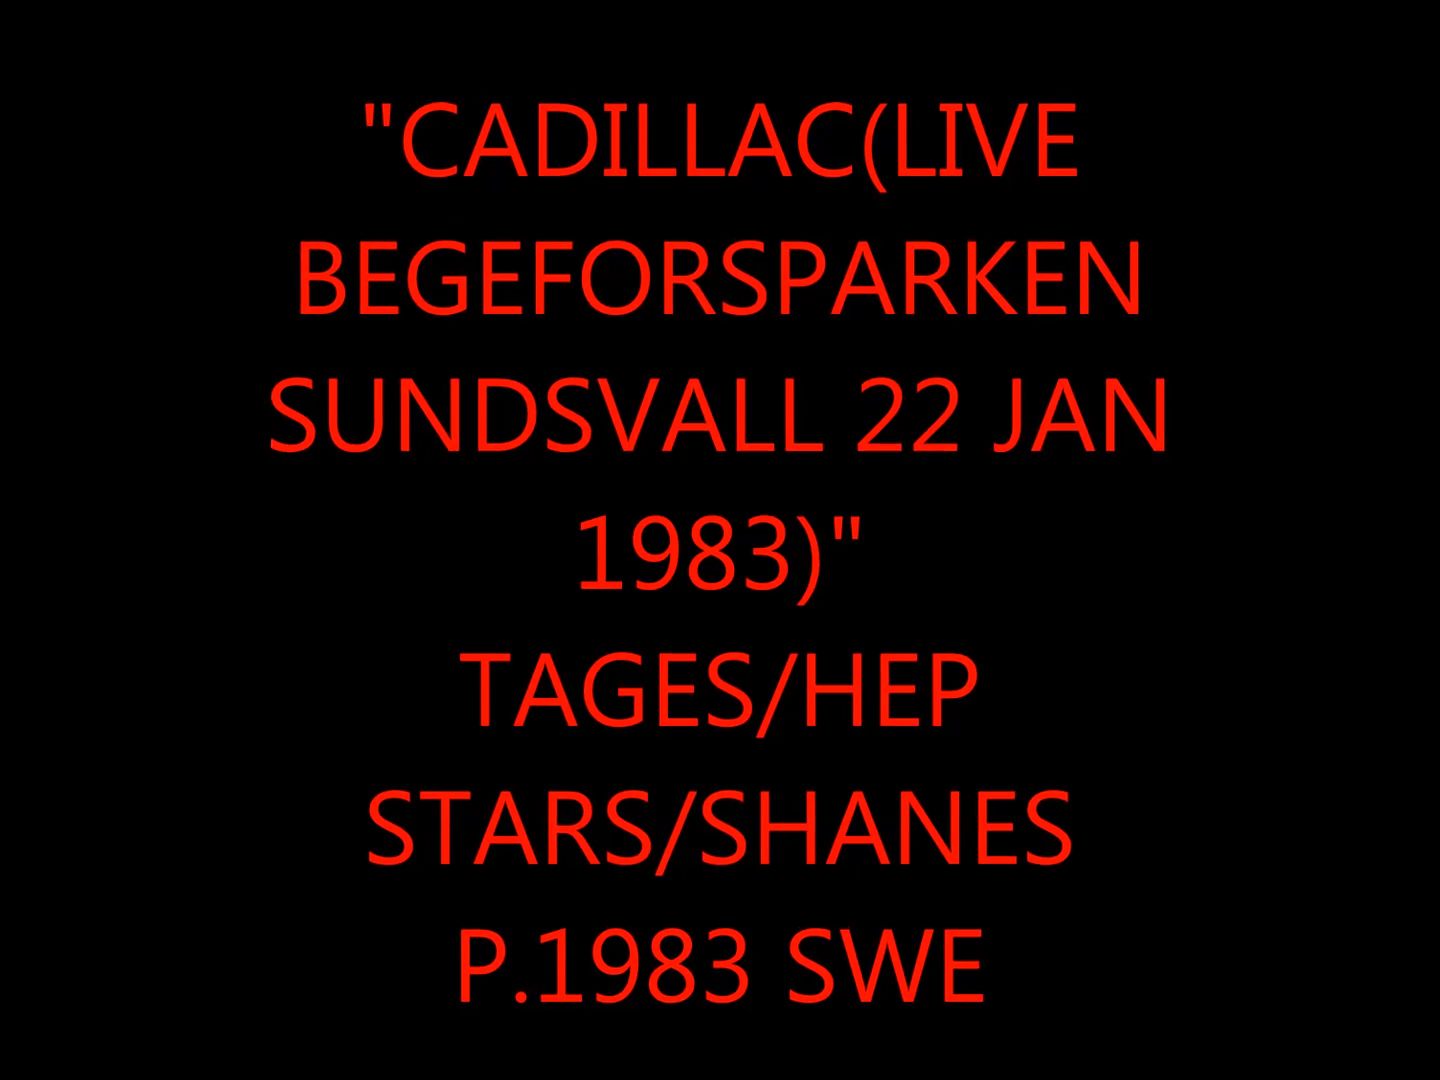 "CADILLAC(LIVE
BEGEFORSPARKEN
SUNDSVALL 22 JAN
1983)"
TAGES/HEP
STARS/SHANES
P.1983 SWE